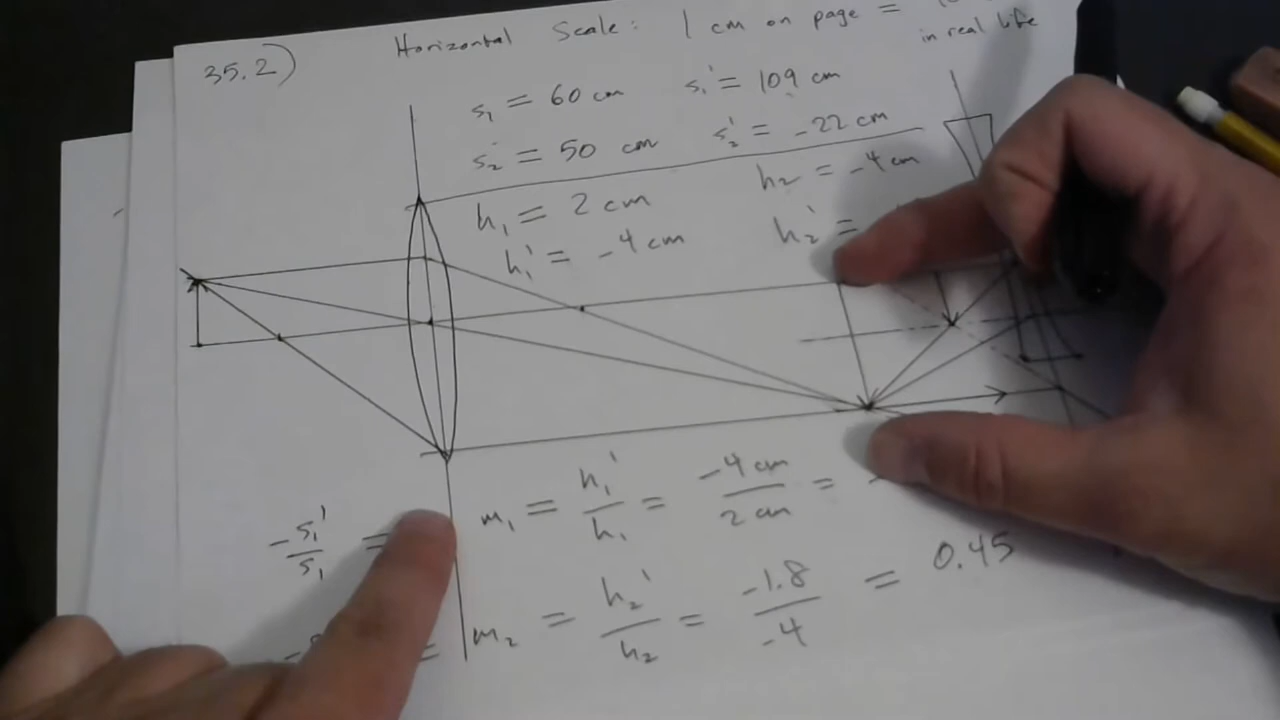 35.2)
Horizontal Scale: 1 cm on page =
in real life
s₁ = 60 cm s₁' = 109 cm
s₂ = 50 cm s₂' = -22 cm
h₁ = 2 cm h₂ = -4 cm
h₁' = -4 cm h₂' =
-s₁'/s₁ = m₁ = h₁'/h₁ = -4 cm/2 cm = -
= m₂ = h₂'/h₂ = -1.8/-4 = 0.45